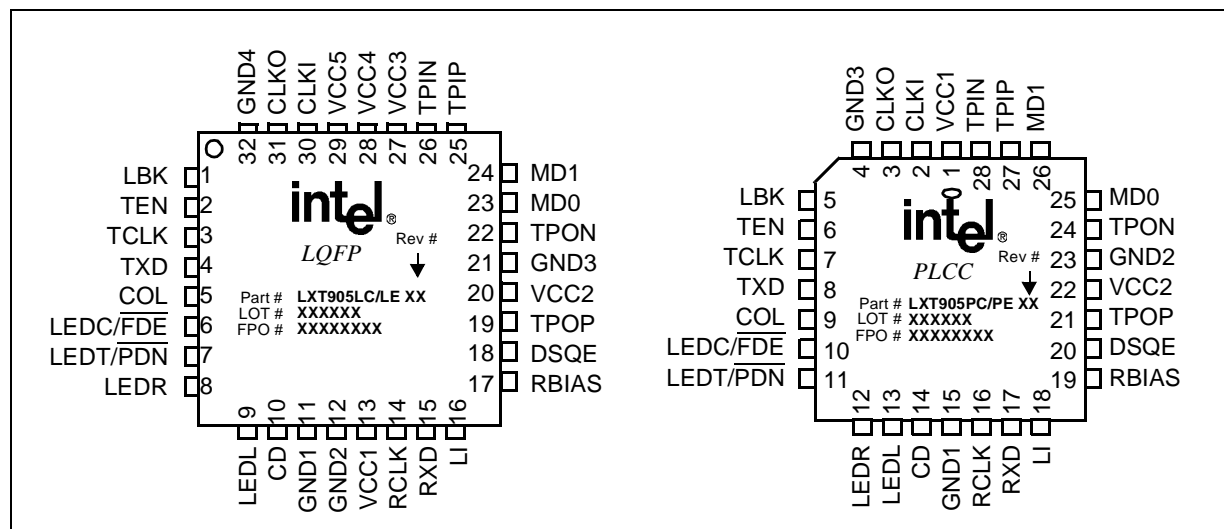 GND4
CLKO
CLKI
VCC5
VCC4
VCC3
TPIN
TPIP
32
31
30
29
28
27
26
25
LBK 1
TEN 2
TCLK 3
TXD 4
COL 5
LEDC/FDE 6
LEDT/PDN 7
LEDR 8
intel®
LQFP
Rev #
Part # LXT905LC/LE XX
LOT # XXXXXX
FPO # XXXXXXXX
24 MD1
23 MD0
22 TPON
21 GND3
20 VCC2
19 TPOP
18 DSQE
17 RBIAS
9
10
11
12
13
14
15
16
LEDL
CD
GND1
GND2
VCC1
RCLK
RXD
LI
GND3
CLKO
CLKI
VCC1
TPIN
TPIP
MD1
4
3
2
1
28
27
26
LBK 5
TEN 6
TCLK 7
TXD 8
COL 9
LEDC/FDE 10
LEDT/PDN 11
intel®
PLCC
Rev #
Part # LXT905PC/PE XX
LOT # XXXXXX
FPO # XXXXXXXX
25 MD0
24 TPON
23 GND2
22 VCC2
21 TPOP
20 DSQE
19 RBIAS
12
13
14
15
16
17
18
LEDR
LEDL
CD
GND1
RCLK
RXD
LI